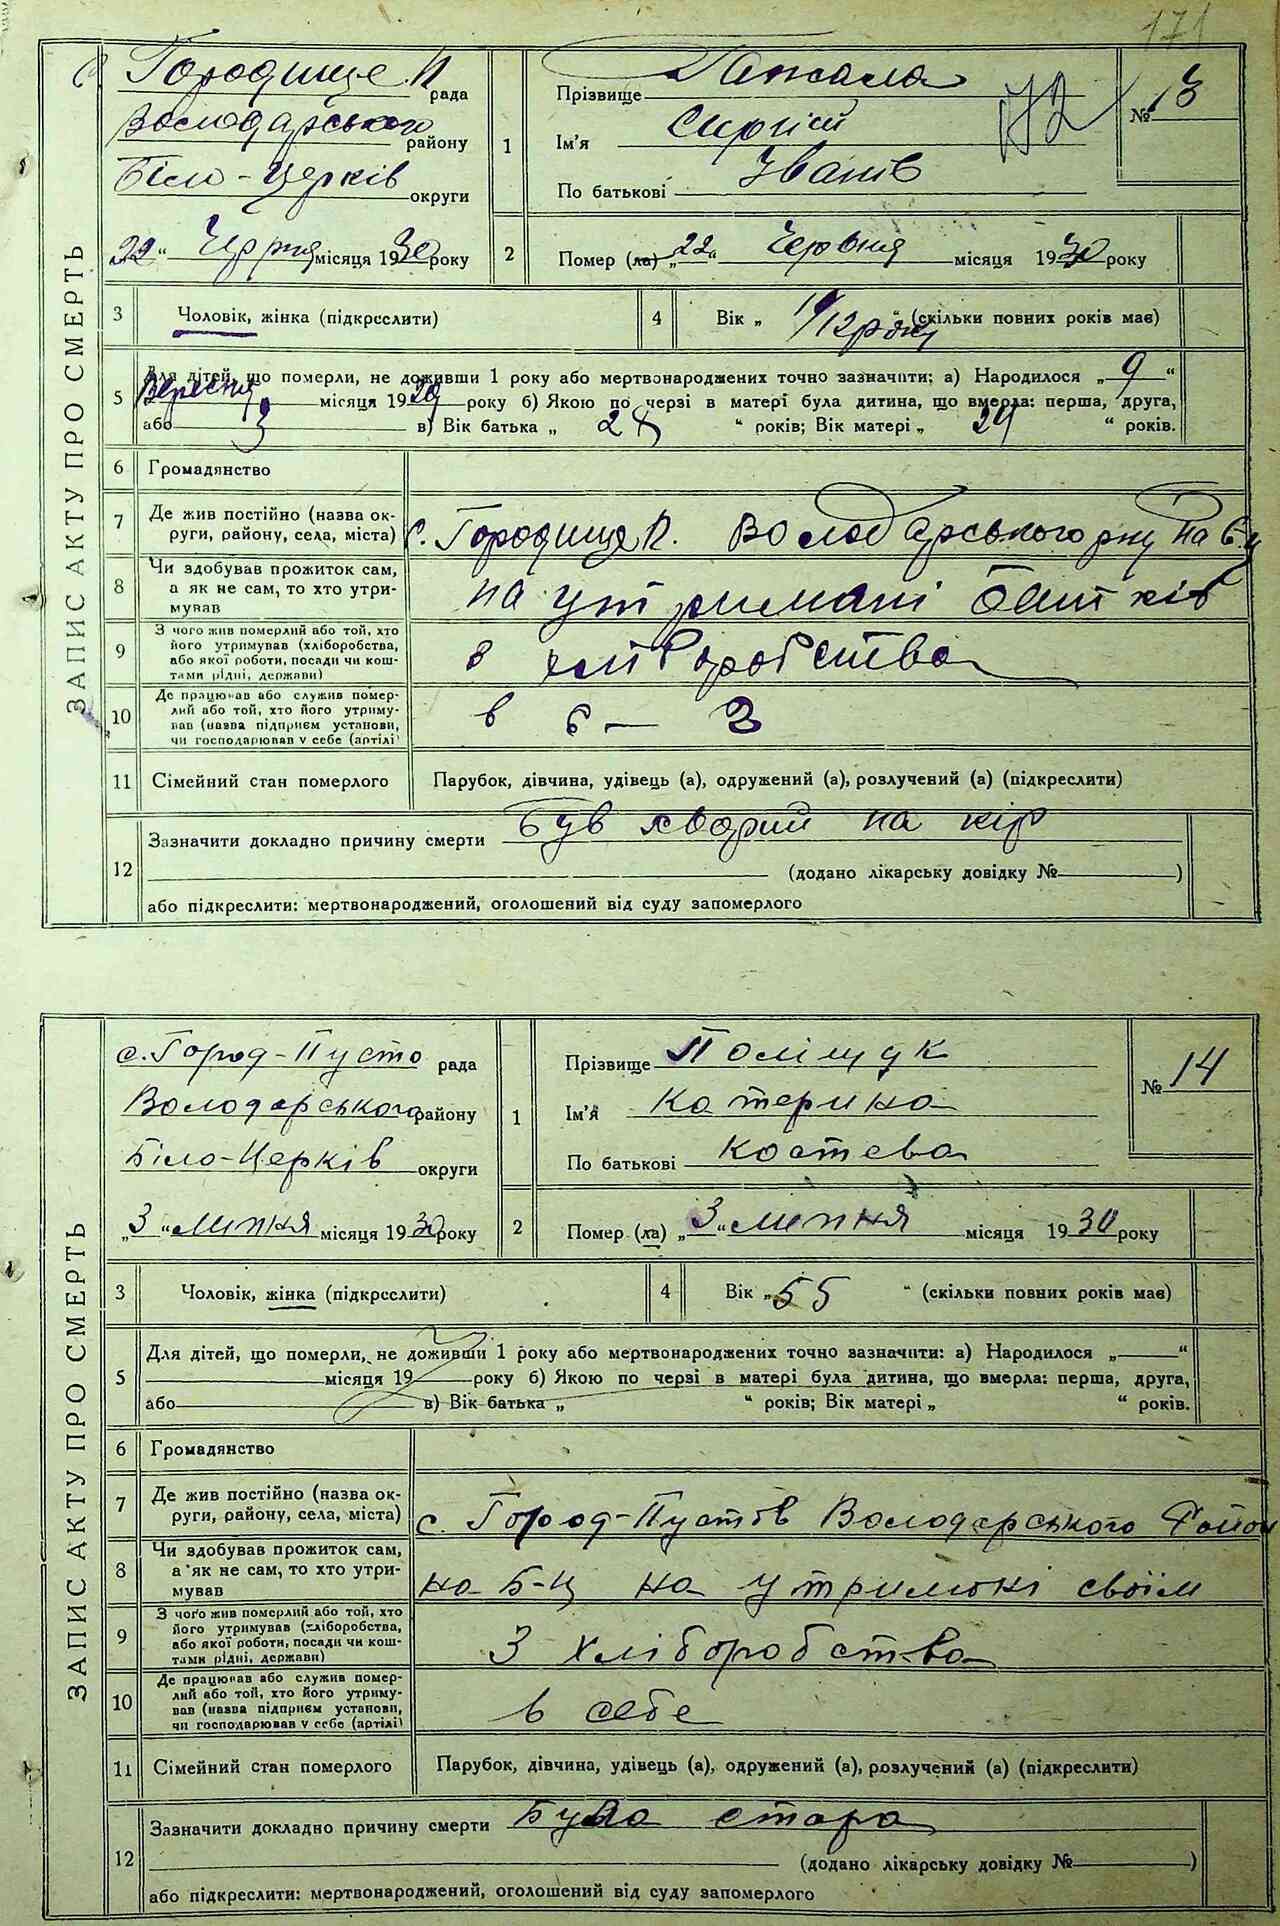 171
ЗАПИС АКТУ ПРО СМЕРТЬ
Городище П рада
Володарського району
Біло-Церків округи
22 " Червня місяця 1930 року
1
Прізвище
Ім'я Сергій
По батькові Іванів
№ 13
2 Помер (ла) „22" Червня місяця 1930 року
3 Чоловік, жінка (підкреслити)
4 Вік „ 10/12 року " (скільки повних років має)
5 Для дітей, що померли, не доживши 1 року або мертвонароджених точно зазначити: а) Народилося „ 9 "
Вересня місяця 1929 року б) Якою по черзі в матері була дитина, що вмерла: перша, друга,
або 3 в) Вік батька „ 28 " років; Вік матері „ 24 " років.
6 Громадянство
7 Де жив постійно (назва округи, району, села, міста) с. Городище П. Володарського р-ну на Б-ц
8 Чи здобував прожиток сам, а як не сам, то хто утримував на утримані батьків
9 З чого жив померлий або той, хто його утримував (хліборобства, або якої роботи, посади чи коштами рідні, держави) з хліборобства
10 Де працював або служив померлий або той, хто його утримував (назва підприєм установи, чи господарював у себе (артілі) в
11 Сімейний стан померлого Парубок, дівчина, удівець (а), одружений (а), розлучений (а) (підкреслити)
12 Зазначити докладно причину смерти Був хворий на кір
(додано лікарську довідку № )
або підкреслити: мертвонароджений, оголошений від суду запомерлого
ЗАПИС АКТУ ПРО СМЕРТЬ
с. Город-Пусто рада
Володарського району
Біло-Церків округи
„3" Липня місяця 1930 року
1
Прізвище Поліщук
Ім'я Катерина
По батькові Костева
№ 14
2 Помер (ла) „3" Липня місяця 1930 року
3 Чоловік, жінка (підкреслити)
4 Вік „ 55 " (скільки повних років має)
5 Для дітей, що померли, не доживши 1 року або мертвонароджених точно зазначити: а) Народилося „ "
місяця 19 року б) Якою по черзі в матері була дитина, що вмерла: перша, друга,
або в) Вік батька „ " років; Вік матері „ " років.
6 Громадянство
7 Де жив постійно (назва округи, району, села, міста) с. Город-Пустов Володарського Район
8 Чи здобував прожиток сам, а як не сам, то хто утримував на Б-Ц на утримані своїм
9 З чого жив померлий або той, хто його утримував (хліборобства, або якої роботи, посади чи коштами рідні, держави) З хліборобства
10 Де працював або служив померлий або той, хто його утримував (назва підприєм установи, чи господарював у себе (артілі) в себе
11 Сімейний стан померлого Парубок, дівчина, удівець (а), одружений (а), розлучений (а) (підкреслити)
12 Зазначити докладно причину смерти Була стара
(додано лікарську довідку № )
або підкреслити: мертвонароджений, оголошений від суду запомерлого